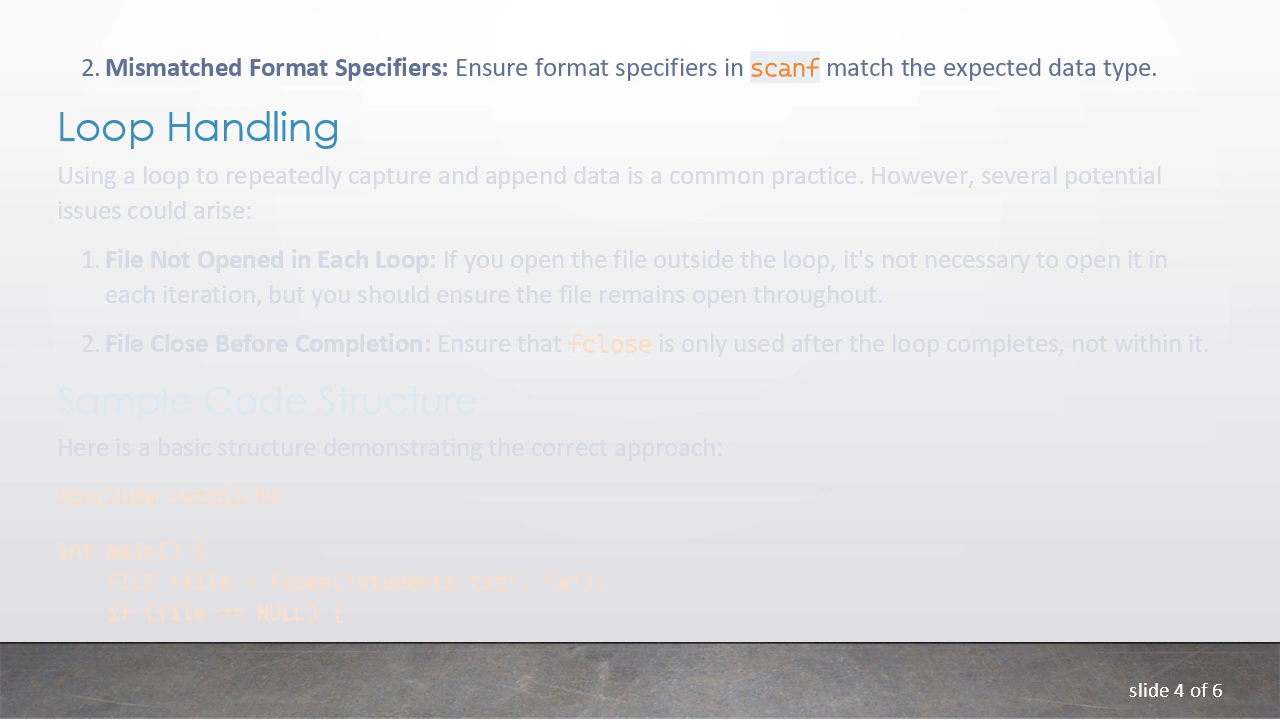 2. Mismatched Format Specifiers: Ensure format specifiers in scanf match the expected data type.
Loop Handling
Using a loop to repeatedly capture and append data is a common practice. However, several potential
issues could arise:
1. File Not Opened in Each Loop: If you open the file outside the loop, it's not necessary to open it in
each iteration, but you should ensure the file remains open throughout.
2. File Close Before Completion: Ensure that fclose is only used after the loop completes, not within it.
Sample Code Structure
Here is a basic structure demonstrating the correct approach:
#include <stdio.h>
int main() {
FILE *file = fopen("students.txt", "a");
if (file == NULL) {
slide 4 of 6